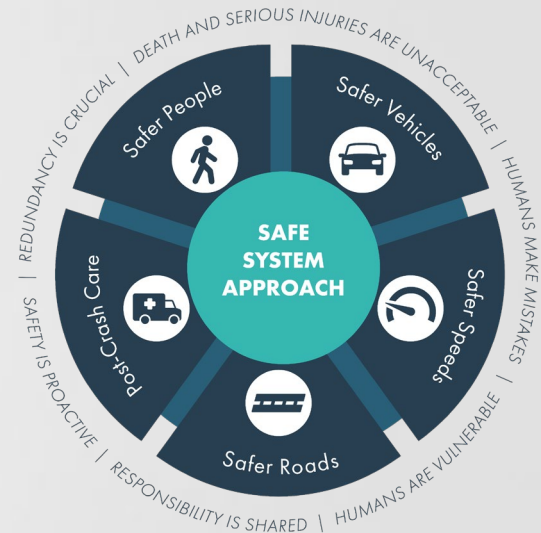 DEATH AND SERIOUS INJURIES ARE UNACCEPTABLE | HUMANS MAKE MISTAKES | HUMANS ARE VULNERABLE | RESPONSIBILITY IS SHARED | SAFETY IS PROACTIVE | REDUNDANCY IS CRUCIAL |
Safer People
Safer Vehicles
SAFE
SYSTEM
APPROACH
Post-Crash Care
Safer Speeds
Safer Roads